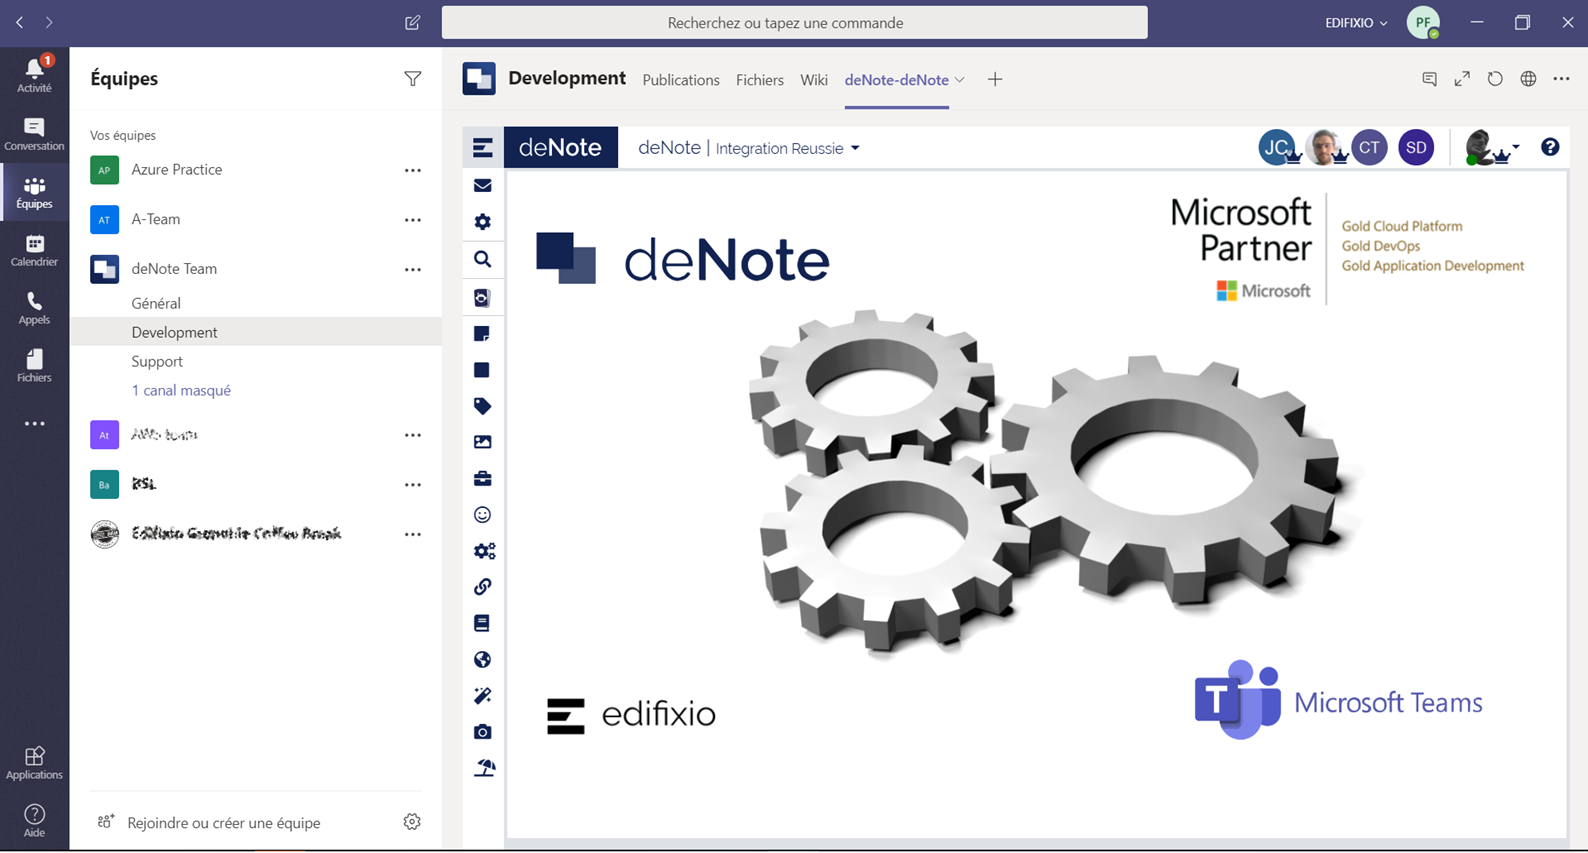 Recherchez ou tapez une commande
EDIFIXIO
PF
1
Activité
Conversation
Équipes
Calendrier
Appels
Fichiers
Applications
Aide
Équipes
Vos équipes
AP Azure Practice
AT A-Team
deNote Team
Général
Development
Support
1 canal masqué
At
Ba
Rejoindre ou créer une équipe
Development Publications Fichiers Wiki deNote-deNote
deNote deNote | Integration Reussie
JC CT SD
deNote
Microsoft
Partner
Microsoft
Gold Cloud Platform
Gold DevOps
Gold Application Development
edifixio
T Microsoft Teams